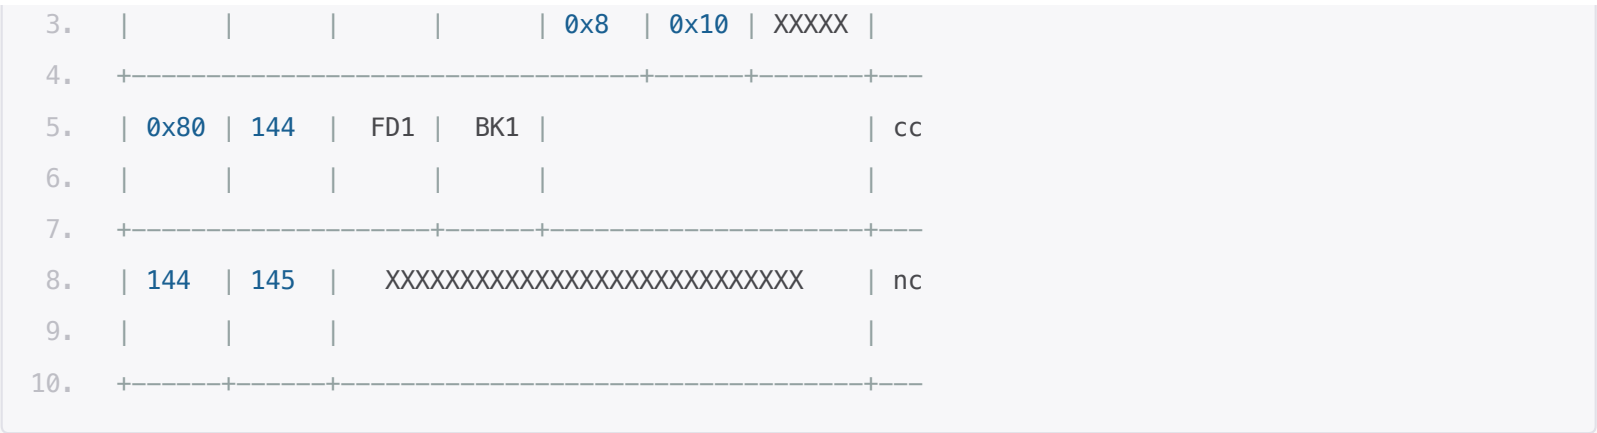 3. |      |      |      |      | 0x8  | 0x10 | XXXXX |
4. +----------------------------------+------+-------+---
5. | 0x80 | 144  |  FD1 |  BK1 |                     | cc
6. |      |      |      |      |                     |
7. +--------------------+------+---------------------+---
8. | 144  | 145  |   XXXXXXXXXXXXXXXXXXXXXXXXXXXX    | nc
9. |      |      |                                   |
10. +------+------+-----------------------------------+---